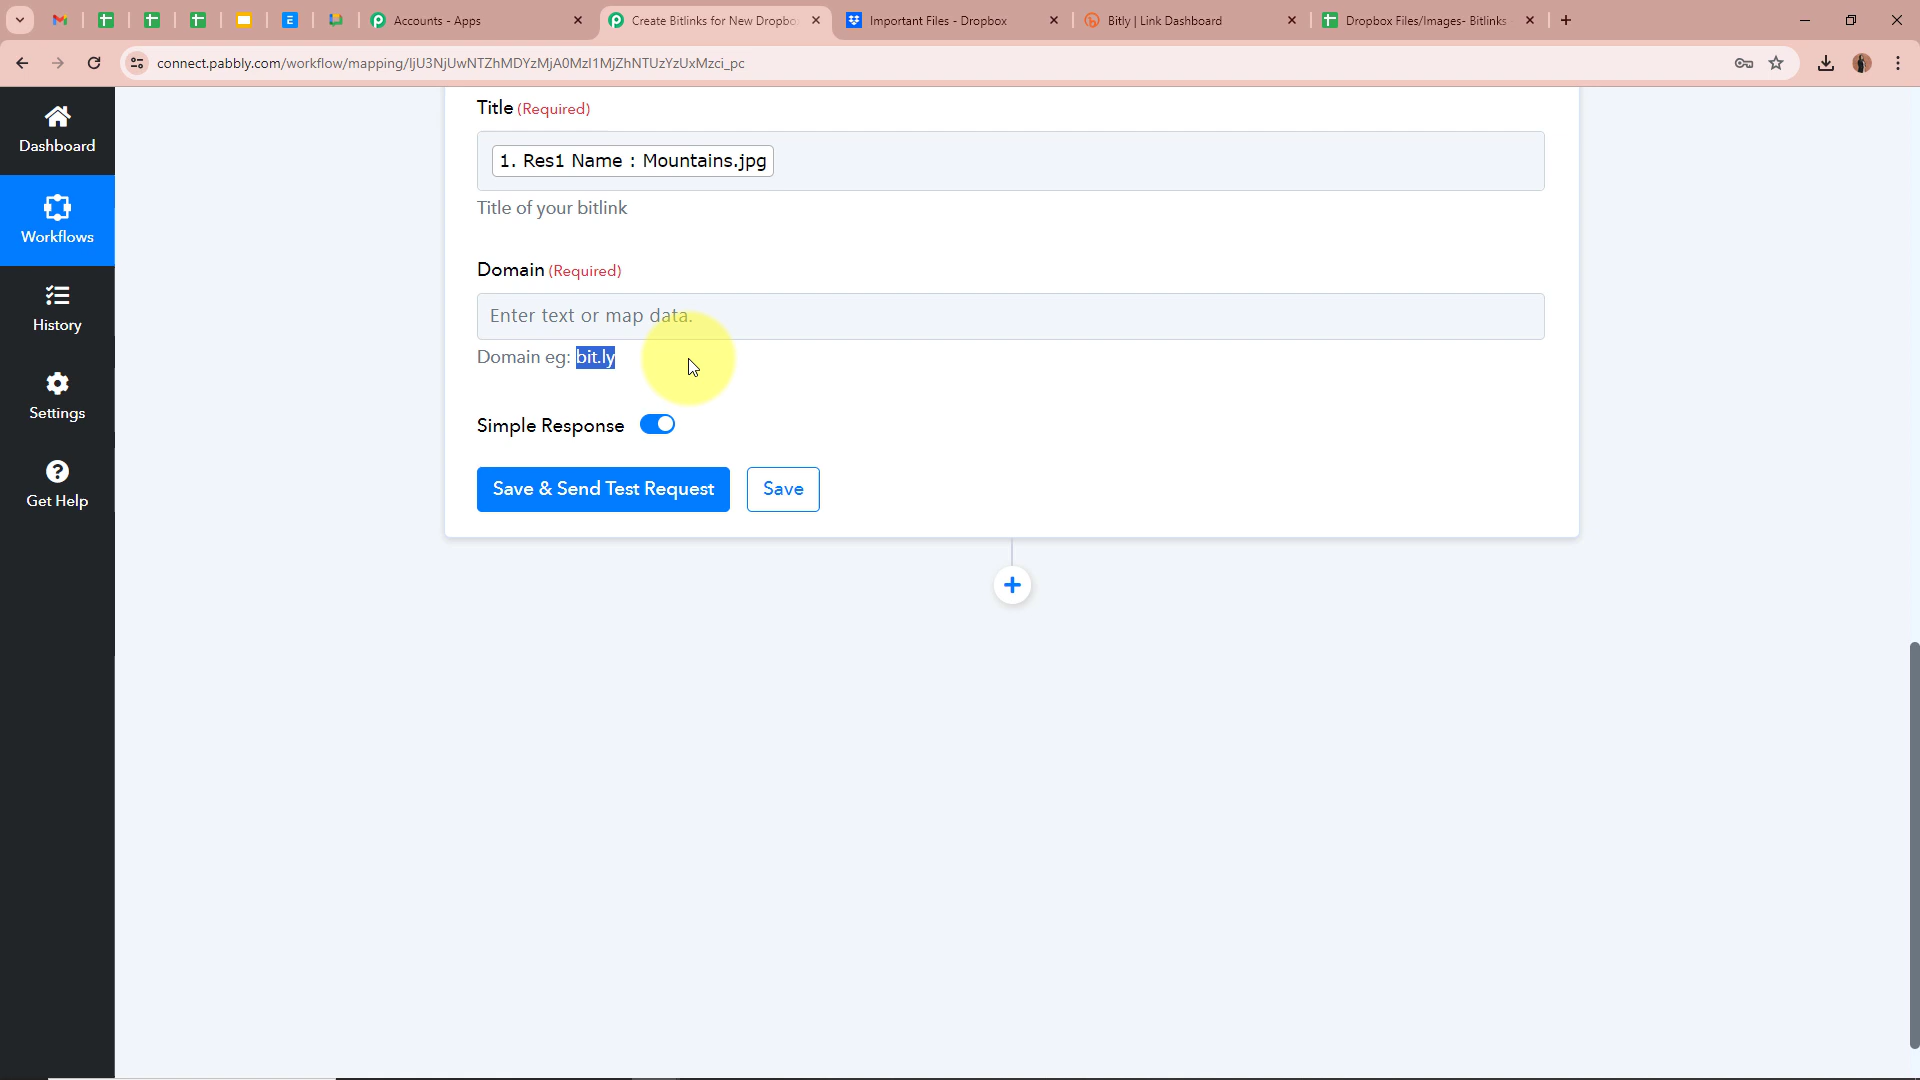 Accounts - Apps
Create Bitlinks for New Dropbo
Important Files - Dropbox
Bitly | Link Dashboard
Dropbox Files/Images- Bitlinks
connect.pabbly.com/workflow/mapping/IjU3NjUwNTZhMDYzMjA0MzI1MjZhNTUzYzUxMzci_pc
Dashboard
Workflows
History
Settings
Get Help
Title (Required)
1. Res1 Name : Mountains.jpg
Title of your bitlink
Domain (Required)
Enter text or map data.
Domain eg: bit.ly
Simple Response
Save & Send Test Request
Save